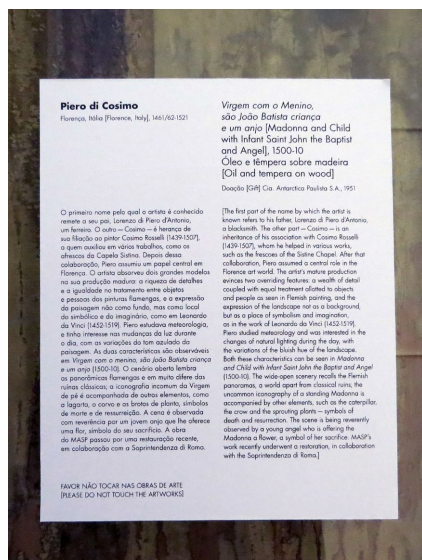 Piero di Cosimo
Florença, Itália [Florence, Italy], 1461/62-1521
Virgem com o Menino,
são João Batista criança
e um anjo [Madonna and Child
with Infant Saint John the Baptist
and Angel], 1500-10
Óleo e têmpera sobre madeira
[Oil and tempera on wood]
Doação [Gift] Cia. Antarctica Paulista S.A., 1951
O primeiro nome pelo qual o artista é conhecido
remete a seu pai, Lorenzo di Piero d'Antonio,
um ferreiro. O outro — Cosimo — é herança de
sua filiação ao pintor Cosimo Rosselli (1439-1507),
a quem auxiliou em vários trabalhos, como os
afrescos da Capela Sistina. Depois dessa
colaboração, Piero assumiu um papel central em
Florença. O artista absorveu dois grandes modelos
na sua produção madura: a riqueza de detalhes
e a igualdade no tratamento entre objetos
e pessoas das pinturas flamengas, e a expressão
da paisagem não como fundo, mas como local
do simbólico e do imaginário, como em Leonardo
da Vinci (1452-1519). Piero estudava meteorologia,
e tinha interesse nas mudanças da luz durante
o dia, com as variações do tom azulado da
paisagem. As duas características são observáveis
em Virgem com o menino, são João Batista criança
e um anjo (1500-10). O cenário aberto lembra
os panorâmicas flamengos e em muito difere das
ruínas clássicas; a iconografia incomum da Virgem
de pé é acompanhada de outros elementos, como
a lagarta, o corvo e os brotos de planta, símbolos
de morte e de ressurreição. A cena é observada
com reverência por um jovem anjo que lhe oferece
uma flor, símbolo do seu sacrifício. A obra
do MASP passou por uma restauração recente,
em colaboração com a Soprintendenza di Roma.
[The first part of the name by which the artist is
known refers to his father, Lorenzo di Piero d'Antonio,
a blacksmith. The other part — Cosimo — is an
inheritance of his association with Cosimo Rosselli
(1439-1507), whom he helped in various works,
such as the frescoes of the Sistine Chapel. After that
collaboration, Piero assumed a central role in the
Florence art world. The artist's mature production
evinces two overriding features: a wealth of detail
coupled with equal treatment allotted to objects
and people as seen in Flemish painting, and the
expression of the landscape not as a background,
but as a place of symbolism and imagination,
as in the work of Leonardo da Vinci (1452-1519).
Piero studied meteorology and was interested in the
changes of natural lighting during the day, with
the variations of the bluish hue of the landscape.
Both these characteristics can be seen in Madonna
and Child with Infant Saint John the Baptist and Angel
(1500-10). The wide-open scenery recalls the Flemish
panoramas, a world apart from classical ruins; the
uncommon iconography of a standing Madonna is
accompanied by other elements, such as the caterpillar,
the crow and the sprouting plants — symbols of
death and resurrection. The scene is being reverently
observed by a young angel who is offering the
Madonna a flower, a symbol of her sacrifice. MASP's
work recently underwent a restoration, in collaboration
with the Soprintendenza di Roma.]
FAVOR NÃO TOCAR NAS OBRAS DE ARTE
[PLEASE DO NOT TOUCH THE ARTWORKS]